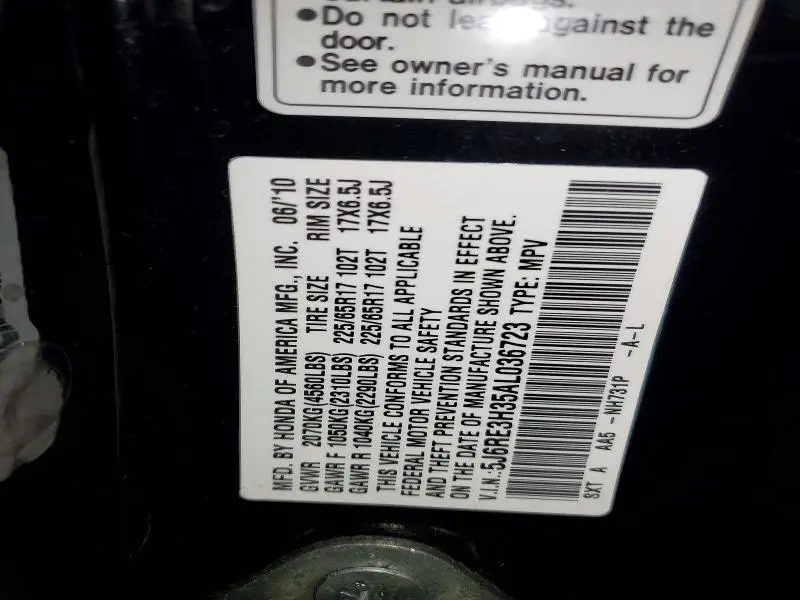 certain airbags.
●Do not lean against the
door.
●See owner's manual for
more information.
MFD. BY HONDA OF AMERICA MFG., INC. 06/'10
GVWR 2070KG(4560LBS) TIRE SIZE RIM SIZE
GAWR F 1050KG(2310LBS) 225/65R17 102T 17X6.5J
GAWR R 1040KG(2290LBS) 225/65R17 102T 17X6.5J
THIS VEHICLE CONFORMS TO ALL APPLICABLE
FEDERAL MOTOR VEHICLE SAFETY
AND THEFT PREVENTION STANDARDS IN EFFECT
ON THE DATE OF MANUFACTURE SHOWN ABOVE.
V.I.N.:5J6RE3H35AL036723 TYPE: MPV
SXT A AA5 -NH731P -A-L